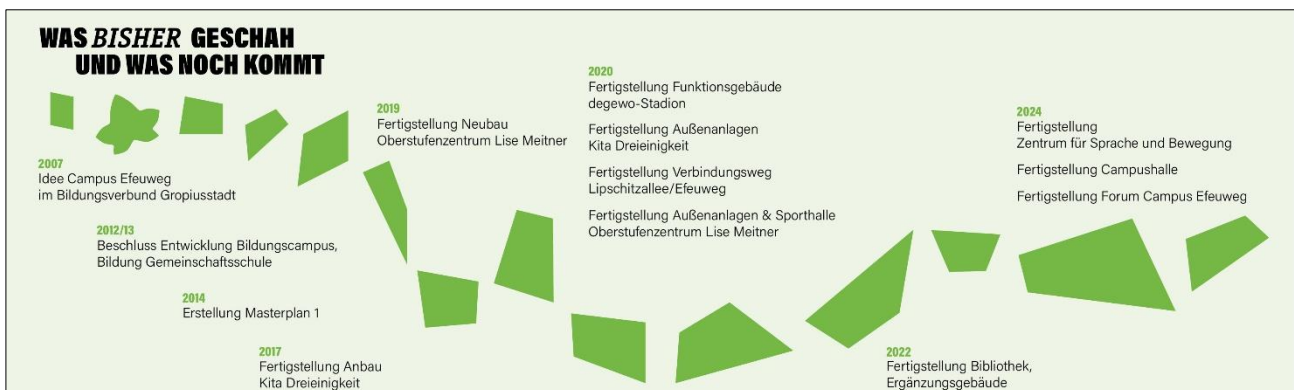 WAS BISHER GESCHAH
UND WAS NOCH KOMMT
2007
Idee Campus Efeuweg
im Bildungsverbund Gropiusstadt
2012/13
Beschluss Entwicklung Bildungscampus,
Bildung Gemeinschaftsschule
2014
Erstellung Masterplan 1
2017
Fertigstellung Anbau
Kita Dreieinigkeit
2019
Fertigstellung Neubau
Oberstufenzentrum Lise Meitner
2020
Fertigstellung Funktionsgebäude
degewo-Stadion
Fertigstellung Außenanlagen
Kita Dreieinigkeit
Fertigstellung Verbindungsweg
Lipschitzallee/Efeuweg
Fertigstellung Außenanlagen & Sporthalle
Oberstufenzentrum Lise Meitner
2022
Fertigstellung Bibliothek,
Ergänzungsgebäude
2024
Fertigstellung
Zentrum für Sprache und Bewegung
Fertigstellung Campushalle
Fertigstellung Forum Campus Efeuweg